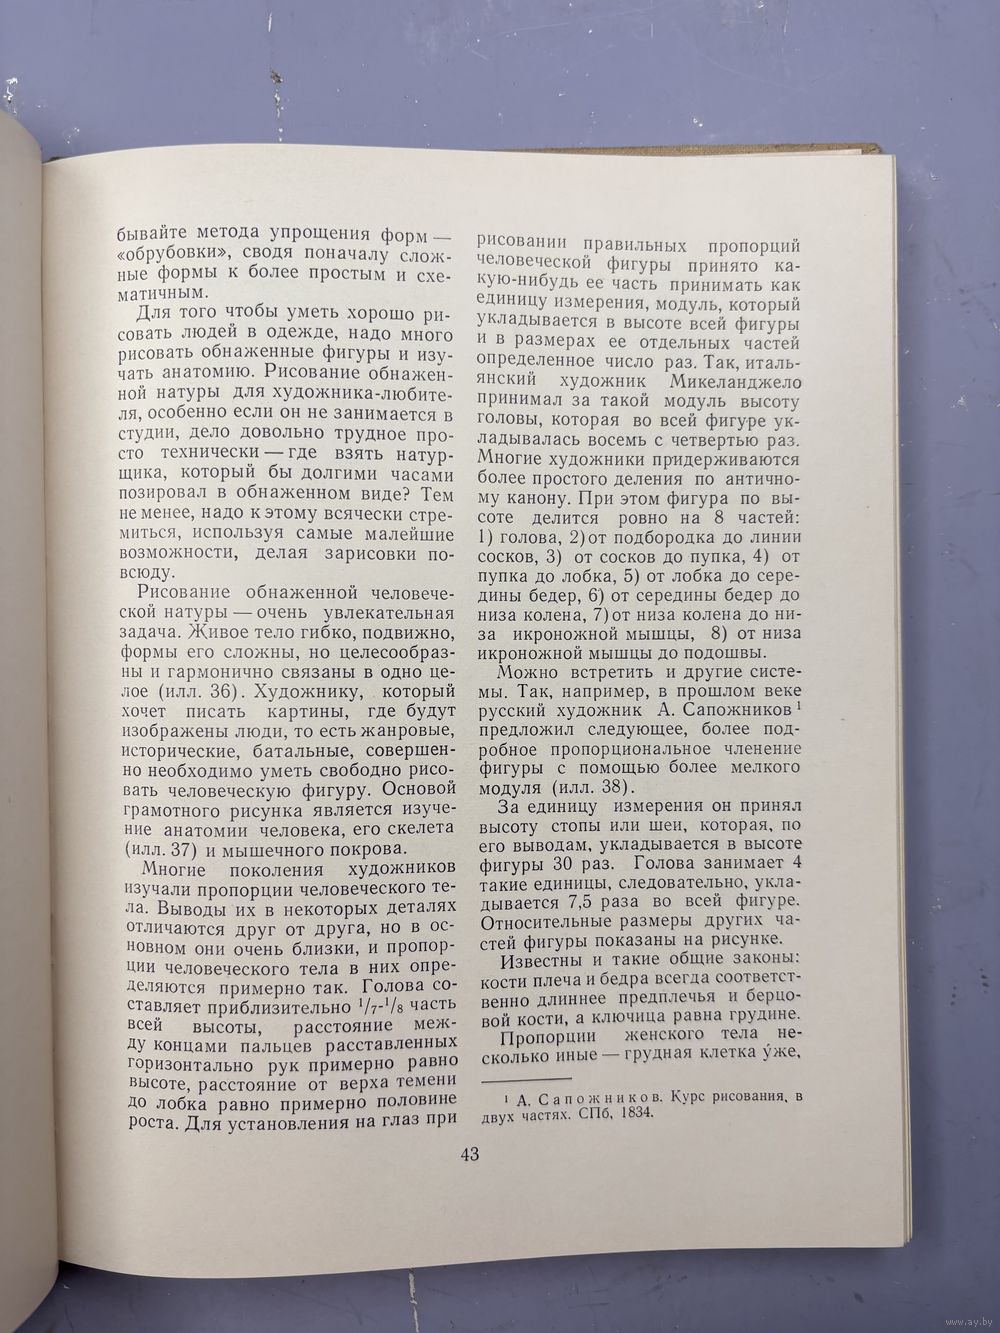 бывайте метода упрощения форм —
«обрубовки», сводя поначалу слож-
ные формы к более простым и схе-
матичным.
Для того чтобы уметь хорошо ри-
совать людей в одежде, надо много
рисовать обнаженные фигуры и изу-
чать анатомию. Рисование обнажен-
ной натуры для художника-любите-
ля, особенно если он не занимается в
студии, дело довольно трудное про-
сто технически — где взять натур-
щика, который бы долгими часами
позировал в обнаженном виде? Тем
не менее, надо к этому всячески стре-
миться, используя самые малейшие
возможности, делая зарисовки по-
всюду.
Рисование обнаженной человече-
ской натуры — очень увлекательная
задача. Живое тело гибко, подвижно,
формы его сложны, но целесообраз-
ны и гармонично связаны в одно це-
лое (илл. 36). Художнику, который
хочет писать картины, где будут
изображены люди, то есть жанровые,
исторические, батальные, совершен-
но необходимо уметь свободно рисо-
вать человеческую фигуру. Основой
грамотного рисунка является изуче-
ние анатомии человека, его скелета
(илл. 37) и мышечного покрова.
Многие поколения художников
изучали пропорции человеческого те-
ла. Выводы их в некоторых деталях
отличаются друг от друга, но в ос-
новном они очень близки, и пропор-
ции человеческого тела в них опре-
деляются примерно так. Голова со-
ставляет приблизительно 1/7-1/8 часть
всей высоты, расстояние меж-
ду концами пальцев расставленных
горизонтально рук примерно равно
высоте, расстояние от верха темени
до лобка равно примерно половине
роста. Для установления на глаз при
рисовании правильных пропорций
человеческой фигуры принято ка-
кую-нибудь ее часть принимать как
единицу измерения, модуль, который
укладывается в высоте всей фигуры
и в размерах ее отдельных частей
определенное число раз. Так, италь-
янский художник Микеланджело
принимал за такой модуль высоту
головы, которая во всей фигуре ук-
ладывалась восемь с четвертью раз.
Многие художники придерживаются
более простого деления по антично-
му канону. При этом фигура по вы-
соте делится ровно на 8 частей:
1) голова, 2) от подбородка до линии
сосков, 3) от сосков до пупка, 4) от
пупка до лобка, 5) от лобка до сере-
дины бедер, 6) от середины бедер до
низа колена, 7) от низа колена до ни-
за икроножной мышцы, 8) от низа
икроножной мышцы до подошвы.
Можно встретить и другие систе-
мы. Так, например, в прошлом веке
русский художник А. Сапожников ¹
предложил следующее, более под-
робное пропорциональное членение
фигуры с помощью более мелкого
модуля (илл. 38).
За единицу измерения он принял
высоту стопы или шеи, которая, по
его выводам, укладывается в высоте
фигуры 30 раз. Голова занимает 4
такие единицы, следовательно, укла-
дывается 7,5 раза во всей фигуре.
Относительные размеры других ча-
стей фигуры показаны на рисунке.
Известны и такие общие законы:
кости плеча и бедра всегда соответст-
венно длиннее предплечья и берцо-
вой кости, а ключица равна грудине.
Пропорции женского тела не-
сколько иные — грудная клетка уже,
¹ А. Сапожников. Курс рисования, в
двух частях. СПб, 1834.
43
www.ay.by